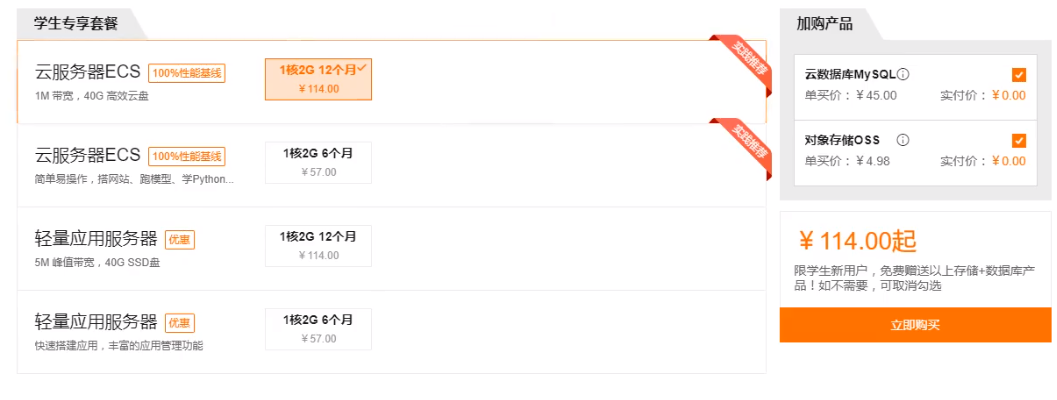 学生专享套餐
云服务器ECS 100%性能基线
1M 带宽，40G 高效云盘
1核2G 12个月
￥114.00
实践推荐
云服务器ECS 100%性能基线
简单易操作，搭网站、跑模型、学Python...
1核2G 6个月
￥57.00
实践推荐
轻量应用服务器 优惠
5M 峰值带宽，40G SSD盘
1核2G 12个月
￥114.00
轻量应用服务器 优惠
快速搭建应用，丰富的应用管理功能
1核2G 6个月
￥57.00
加购产品
云数据库MySQL
单买价：￥45.00 实付价：￥0.00
对象存储OSS
单买价：￥4.98 实付价：￥0.00
￥114.00起
限学生新用户，免费赠送以上存储+数据库产
品！如不需要，可取消勾选
立即购买